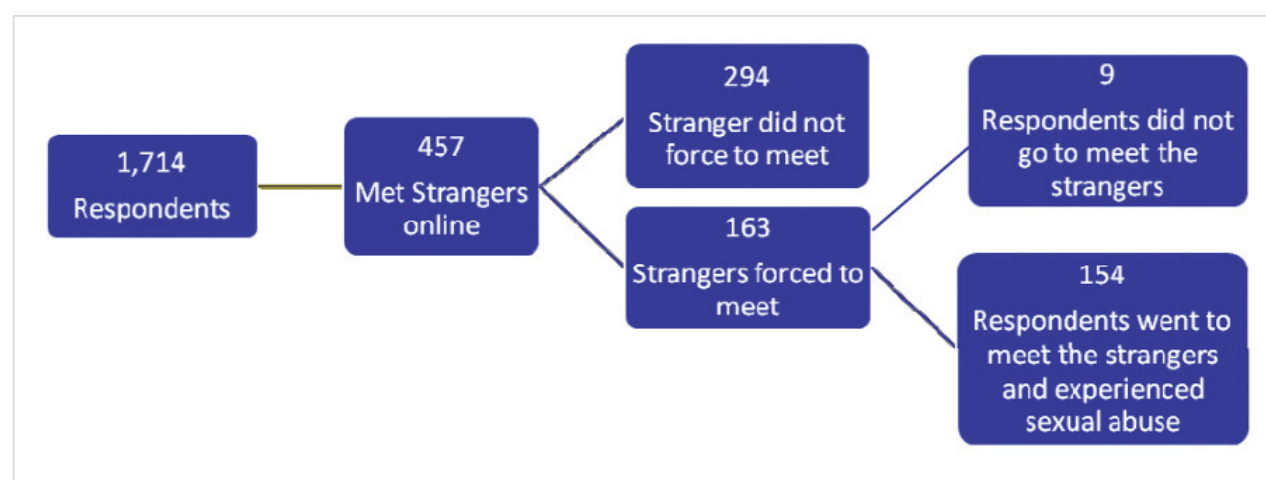 1,714
Respondents
457
Met Strangers
online
294
Stranger did not
force to meet
163
Strangers forced to
meet
9
Respondents did not
go to meet the
strangers
154
Respondents went to
meet the strangers
and experienced
sexual abuse